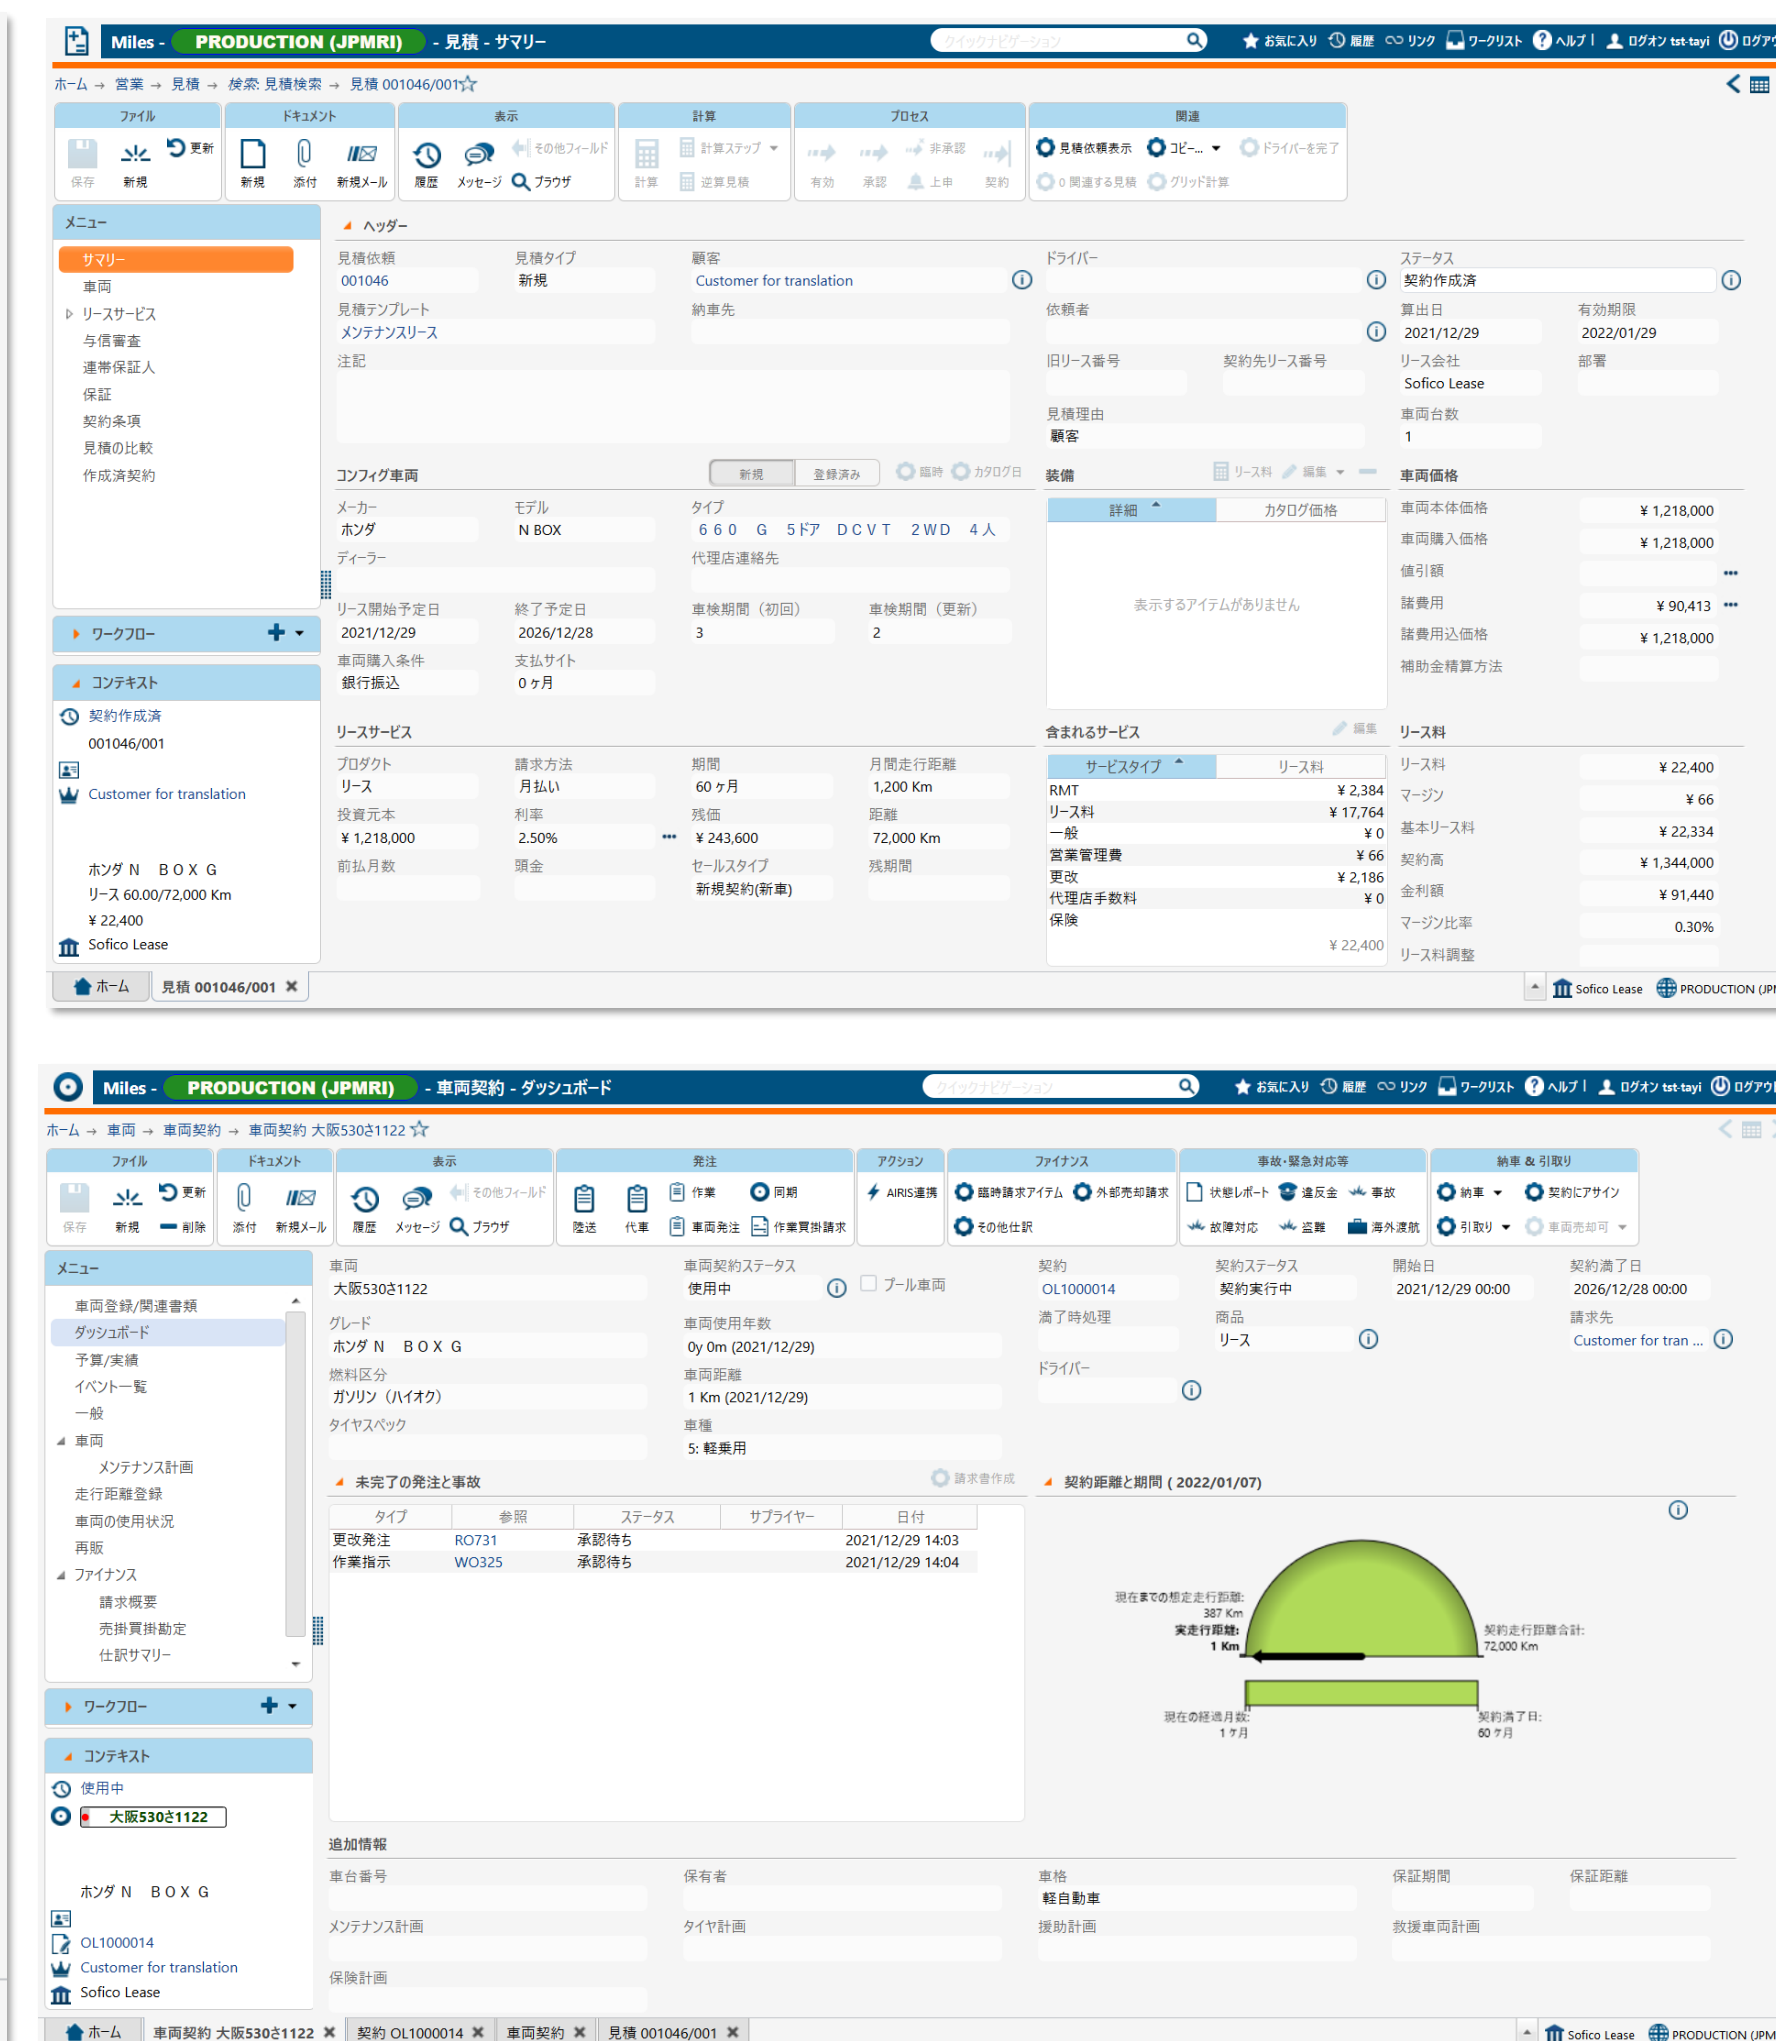 Miles - PRODUCTION (JPMRI) - 見積 - サマリー
クイックナビゲーション
お気に入り 履歴 リンク ワークリスト ヘルプ | ログオン tst-tayi ログアウ
ホーム → 営業 → 見積 → 検索: 見積検索 → 見積 001046/001
ファイル ドキュメント 表示 計算 プロセス 関連
保存 新規 更新 新規 添付 新規メール 履歴 メッセージ その他フィールド ブラウザ 計算 計算ステップ 逆算見積 有効 承認 非承認 上申 契約 見積依頼表示 コピー... ドライバーを完了
0 関連する見積 グリッド計算
メニュー
サマリー
車両
リースサービス
与信審査
連帯保証人
保証
契約条項
見積の比較
作成済契約
ワークフロー
コンテキスト
契約作成済
001046/001
Customer for translation
ホンダ N BOX G
リース 60.00/72,000 Km
¥ 22,400
Sofico Lease
ヘッダー
見積依頼 見積タイプ 顧客 ドライバー ステータス
001046 新規 Customer for translation 契約作成済
見積テンプレート 納車先 依頼者 算出日 有効期限
メンテナンスリース 2021/12/29 2022/01/29
注記 旧リース番号 契約先リース番号 リース会社 部署
Sofico Lease
見積理由 車両台数
顧客 1
コンフィグ車両 新規 登録済み 臨時 カタログ日 装備 リース料 編集 車両価格
メーカー モデル タイプ
ホンダ N BOX 660 G 5ドア DCVT 2WD 4人
ディーラー 代理店連絡先
リース開始予定日 終了予定日 車検期間（初回） 車検期間（更新）
2021/12/29 2026/12/28 3 2
車両購入条件 支払サイト
銀行振込 0 ヶ月
詳細 カタログ価格
表示するアイテムがありません
車両本体価格 ¥ 1,218,000
車両購入価格 ¥ 1,218,000
値引額
諸費用 ¥ 90,413
諸費用込価格 ¥ 1,218,000
補助金精算方法
リースサービス 含まれるサービス 編集 リース料
プロダクト 請求方法 期間 月間走行距離
リース 月払い 60 ヶ月 1,200 Km
投資元本 利率 残価 距離
¥ 1,218,000 2.50% ¥ 243,600 72,000 Km
前払月数 頭金 セールスタイプ 残期間
新規契約(新車)
サービスタイプ リース料
RMT ¥ 2,384
リース料 ¥ 17,764
一般 ¥ 0
営業管理費 ¥ 66
更改 ¥ 2,186
代理店手数料 ¥ 0
保険
¥ 22,400
リース料 ¥ 22,400
マージン ¥ 66
基本リース料 ¥ 22,334
契約高 ¥ 1,344,000
金利額 ¥ 91,440
マージン比率 0.30%
リース料調整
ホーム 見積 001046/001 Sofico Lease PRODUCTION (JPM
Miles - PRODUCTION (JPMRI) - 車両契約 - ダッシュボード
クイックナビゲーション
お気に入り 履歴 リンク ワークリスト ヘルプ | ログオン tst-tayi ログアウ
ホーム → 車両 → 車両契約 → 車両契約 大阪530さ1122
ファイル ドキュメント 表示 発注 アクション ファイナンス 事故・緊急対応等 納車 & 引取り
保存 新規 更新 削除 添付 新規メール 履歴 メッセージ その他フィールド ブラウザ 陸送 代車 作業 同期 車両発注 作業買掛請求 AIRIS連携 臨時請求アイテム 外部売却請求 状態レポート 違反金 事故 納車 契約にアサイン
その他仕訳 故障対応 盗難 海外渡航 引取り 車両売却可
メニュー
車両登録/関連書類
ダッシュボード
予算/実績
イベント一覧
一般
車両
メンテナンス計画
走行距離登録
車両の使用状況
再販
ファイナンス
請求概要
売掛買掛勘定
仕訳サマリー
ワークフロー
コンテキスト
使用中
大阪530さ1122
ホンダ N BOX G
OL1000014
Customer for translation
Sofico Lease
車両 車両契約ステータス 契約 契約ステータス 開始日 契約満了日
大阪530さ1122 使用中 プール車両 OL1000014 契約実行中 2021/12/29 00:00 2026/12/28 00:00
グレード 車両使用年数 満了時処理 商品 請求先
ホンダ N BOX G 0y 0m (2021/12/29) リース Customer for tran ...
燃料区分 車両距離 ドライバー
ガソリン（ハイオク） 1 Km (2021/12/29)
タイヤスペック 車種
5: 軽乗用
未完了の発注と事故 請求書作成 契約距離と期間 ( 2022/01/07)
タイプ 参照 ステータス サプライヤー 日付
更改発注 RO731 承認待ち 2021/12/29 14:03
作業指示 WO325 承認待ち 2021/12/29 14:04
現在までの想定走行距離:
387 Km
実走行距離:
1 Km
契約走行距離合計:
72,000 Km
現在の経過月数:
1 ヶ月
契約満了日:
60 ヶ月
追加情報
車台番号 保有者 車格 保証期間 保証距離
軽自動車
メンテナンス計画 タイヤ計画 援助計画 救援車両計画
保険計画
ホーム 車両契約 大阪530さ1122 契約 OL1000014 車両契約 見積 001046/001 Sofico Lease PRODUCTION (JPM